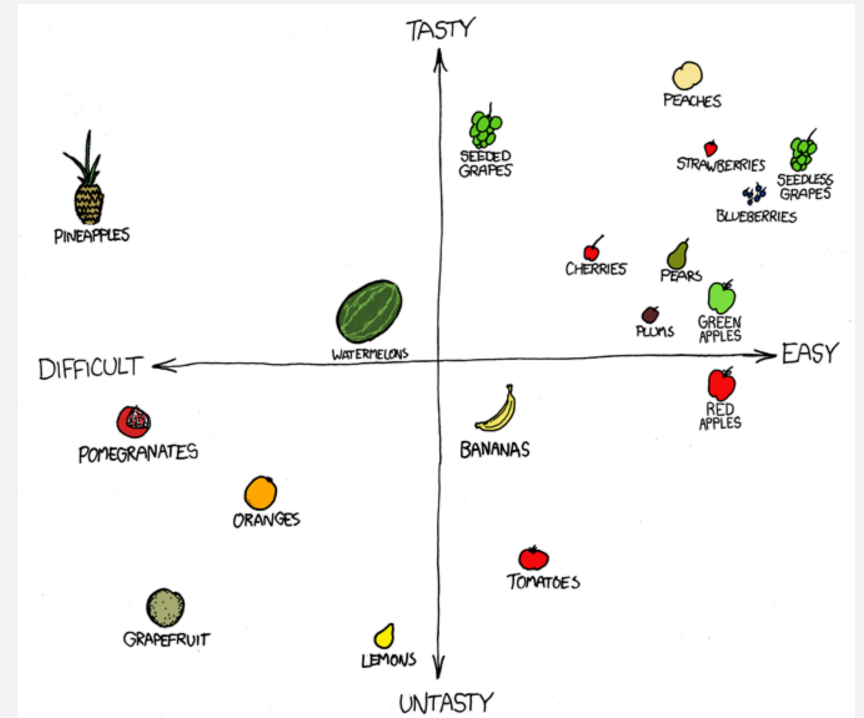 TASTY
PEACHES
SEEDED
GRAPES
STRAWBERRIES
SEEDLESS
GRAPES
BLUEBERRIES
PINEAPPLES
CHERRIES
PEARS
PLUMS
GREEN
APPLES
WATERMELONS
DIFFICULT
EASY
RED
APPLES
POMEGRANATES
BANANAS
ORANGES
TOMATOES
GRAPEFRUIT
LEMONS
UNTASTY